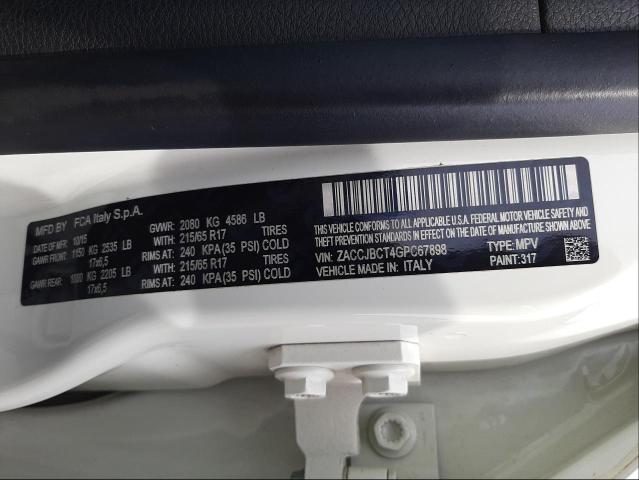 MFD BY FCA Italy S.p.A.
DATE OF MFD: 10/15 GVWR: 2080 KG 4586 LB
GAWR FRONT: 1150 KG 2535 LB WITH 215/65 R17 TIRES
17x6,5 RIMS AT: 240 KPA(35 PSI) COLD
GAWR REAR: 1000 KG 2205 LB WITH 215/65 R17 TIRES
17x6,5 RIMS AT: 240 KPA(35 PSI) COLD
THIS VEHICLE CONFORMS TO ALL APPLICABLE U.S.A. FEDERAL MOTOR VEHICLE
SAFETY, BUMPER, AND THEFT PREVENTION STANDARDS IN EFFECT ON THE DATE OF MANUFACTURE SHOWN ABOVE
VIN: ZACCJBCT4GPC67898 TYPE: MPV
VEHICLE MADE IN: ITALY PAINT: 317